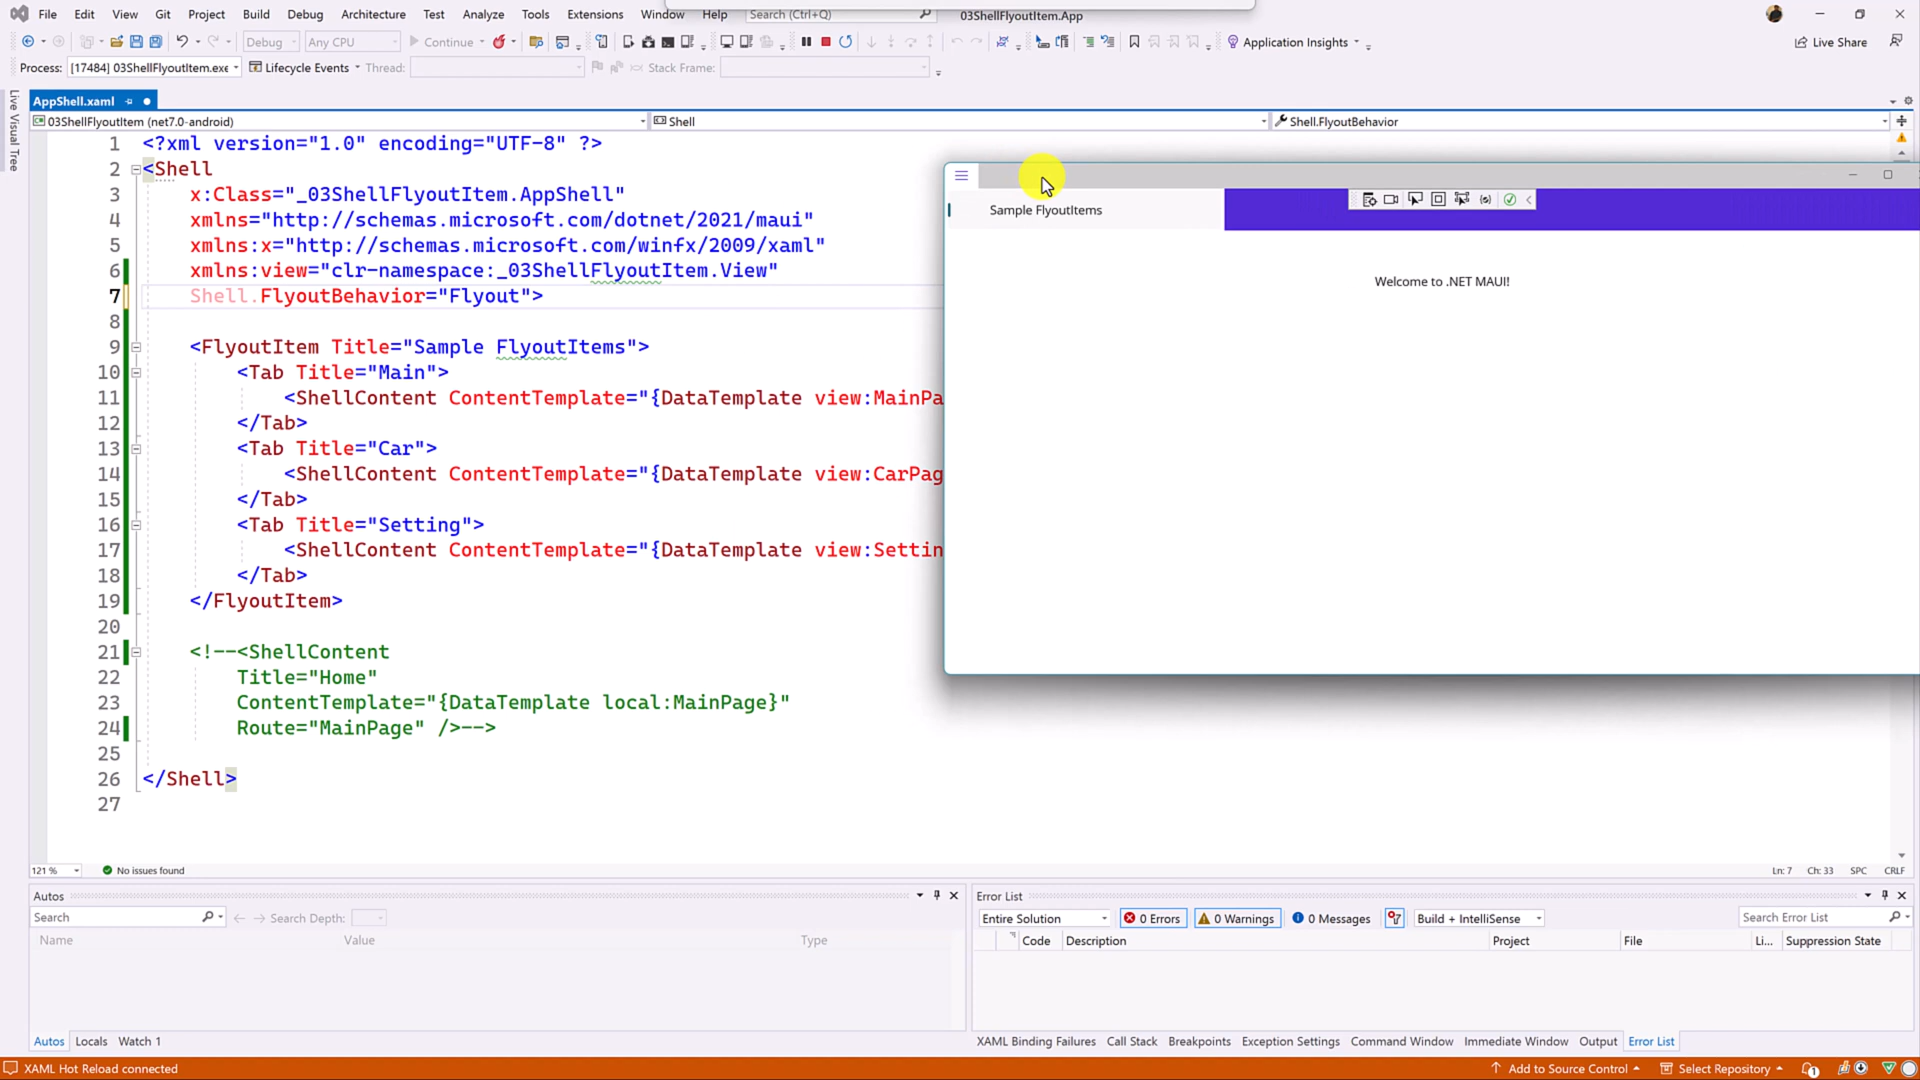 File Edit View Git Project Build Debug Architecture Test Analyze Tools Extensions Window Help Search (Ctrl+Q) 03ShellFlyoutItem.App
Debug Any CPU Continue Application Insights Live Share
Process: [17484] 03ShellFlyoutItem.exe Lifecycle Events Thread: Stack Frame:
Live Visual Tree
AppShell.xaml
03ShellFlyoutItem (net7.0-android) Shell Shell.FlyoutBehavior
1 <?xml version="1.0" encoding="UTF-8" ?>
2 <Shell
3 x:Class="_03ShellFlyoutItem.AppShell"
4 xmlns="http://schemas.microsoft.com/dotnet/2021/maui"
5 xmlns:x="http://schemas.microsoft.com/winfx/2009/xaml"
6 xmlns:view="clr-namespace:_03ShellFlyoutItem.View"
7 Shell.FlyoutBehavior="Flyout">
8
9 <FlyoutItem Title="Sample FlyoutItems">
10 <Tab Title="Main">
11 <ShellContent ContentTemplate="{DataTemplate view:MainPa
12 </Tab>
13 <Tab Title="Car">
14 <ShellContent ContentTemplate="{DataTemplate view:CarPag
15 </Tab>
16 <Tab Title="Setting">
17 <ShellContent ContentTemplate="{DataTemplate view:Settin
18 </Tab>
19 </FlyoutItem>
20
21 <!--<ShellContent
22 Title="Home"
23 ContentTemplate="{DataTemplate local:MainPage}"
24 Route="MainPage" />-->
25
26 </Shell>
27
Sample FlyoutItems
Welcome to .NET MAUI!
121 % No issues found Ln: 7 Ch: 33 SPC CRLF
Autos
Search Search Depth:
Name Value Type
Autos Locals Watch 1
Error List
Entire Solution 0 Errors 0 Warnings 0 Messages Build + IntelliSense Search Error List
Code Description Project File Li... Suppression State
XAML Binding Failures Call Stack Breakpoints Exception Settings Command Window Immediate Window Output Error List
XAML Hot Reload connected Add to Source Control Select Repository 1